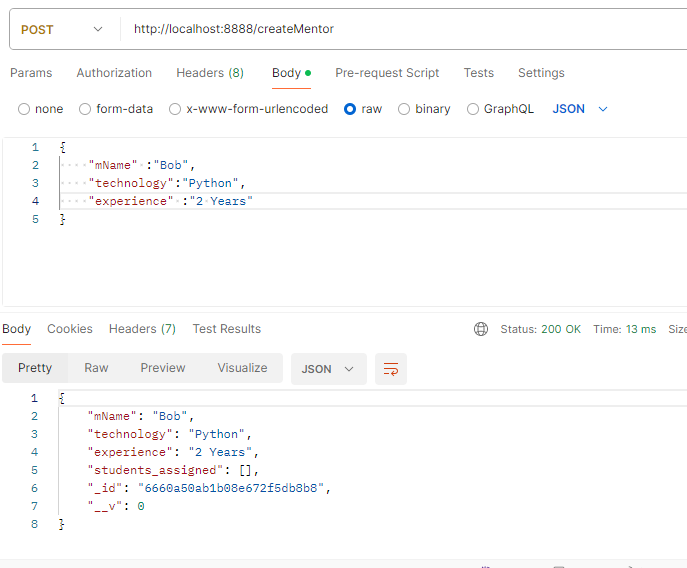 POST http://localhost:8888/createMentor
Params Authorization Headers (8) Body Pre-request Script Tests Settings
none form-data x-www-form-urlencoded raw binary GraphQL JSON
1 {
2 "mName" :"Bob",
3 "technology":"Python",
4 "experience" :"2 Years"
5 }
Body Cookies Headers (7) Test Results Status: 200 OK Time: 13 ms Size
Pretty Raw Preview Visualize JSON
1 {
2 "mName": "Bob",
3 "technology": "Python",
4 "experience": "2 Years",
5 "students_assigned": [],
6 "_id": "6660a50ab1b08e672f5db8b8",
7 "__v": 0
8 }